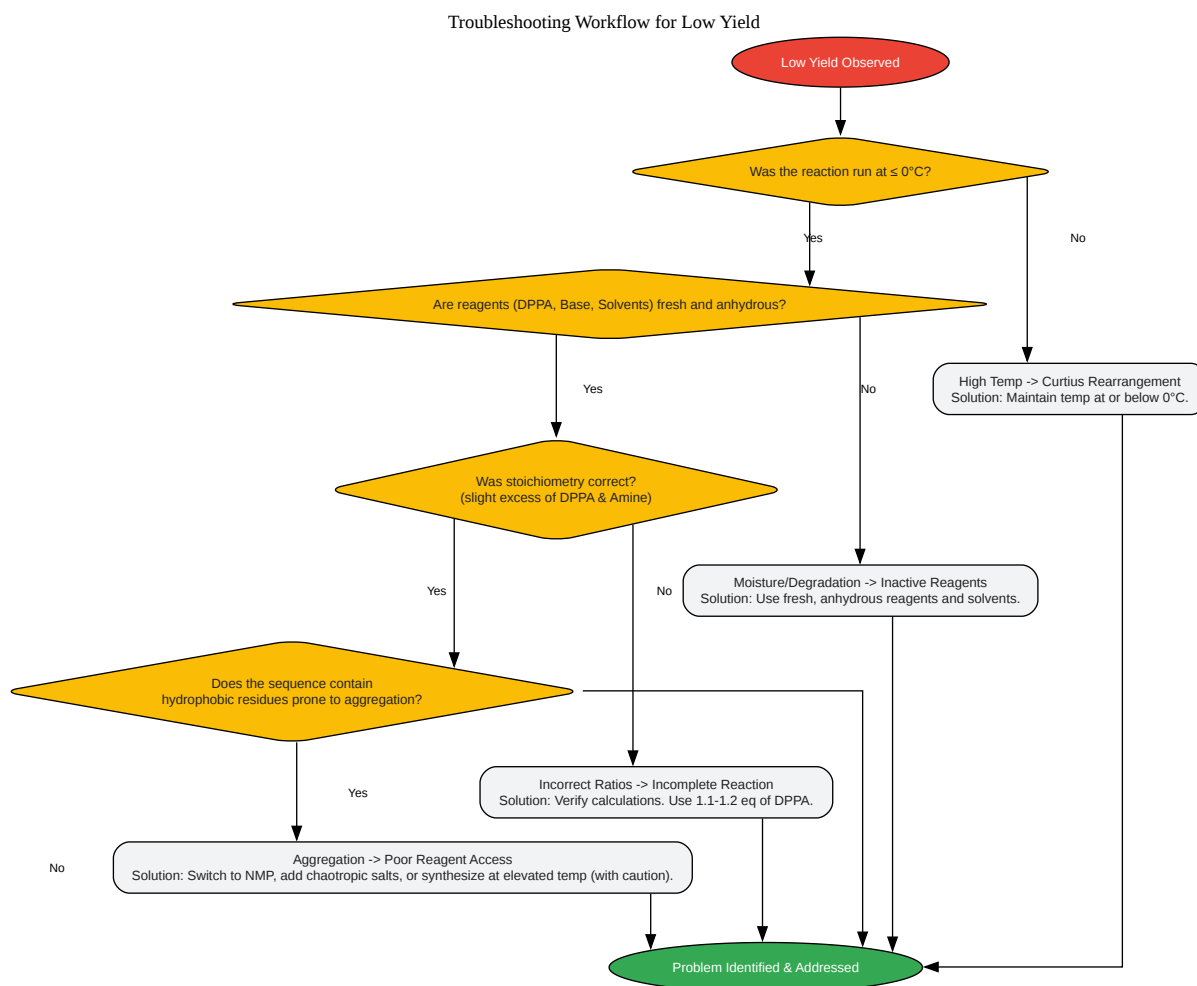 Troubleshooting Workflow for Low Yield
Low Yield Observed
Was the reaction run at ≤ 0°C?
Yes
No
Are reagents (DPPA, Base, Solvents) fresh and anhydrous?
High Temp -> Curtius Rearrangement
Solution: Maintain temp at or below 0°C.
Yes
No
Was stoichiometry correct?
(slight excess of DPPA & Amine)
Moisture/Degradation -> Inactive Reagents
Solution: Use fresh, anhydrous reagents and solvents.
Yes
No
Does the sequence contain
hydrophobic residues prone to aggregation?
Incorrect Ratios -> Incomplete Reaction
Solution: Verify calculations. Use 1.1-1.2 eq of DPPA.
Yes
No
Aggregation -> Poor Reagent Access
Solution: Switch to NMP, add chaotropic salts, or synthesize at elevated temp (with caution).
Problem Identified & Addressed